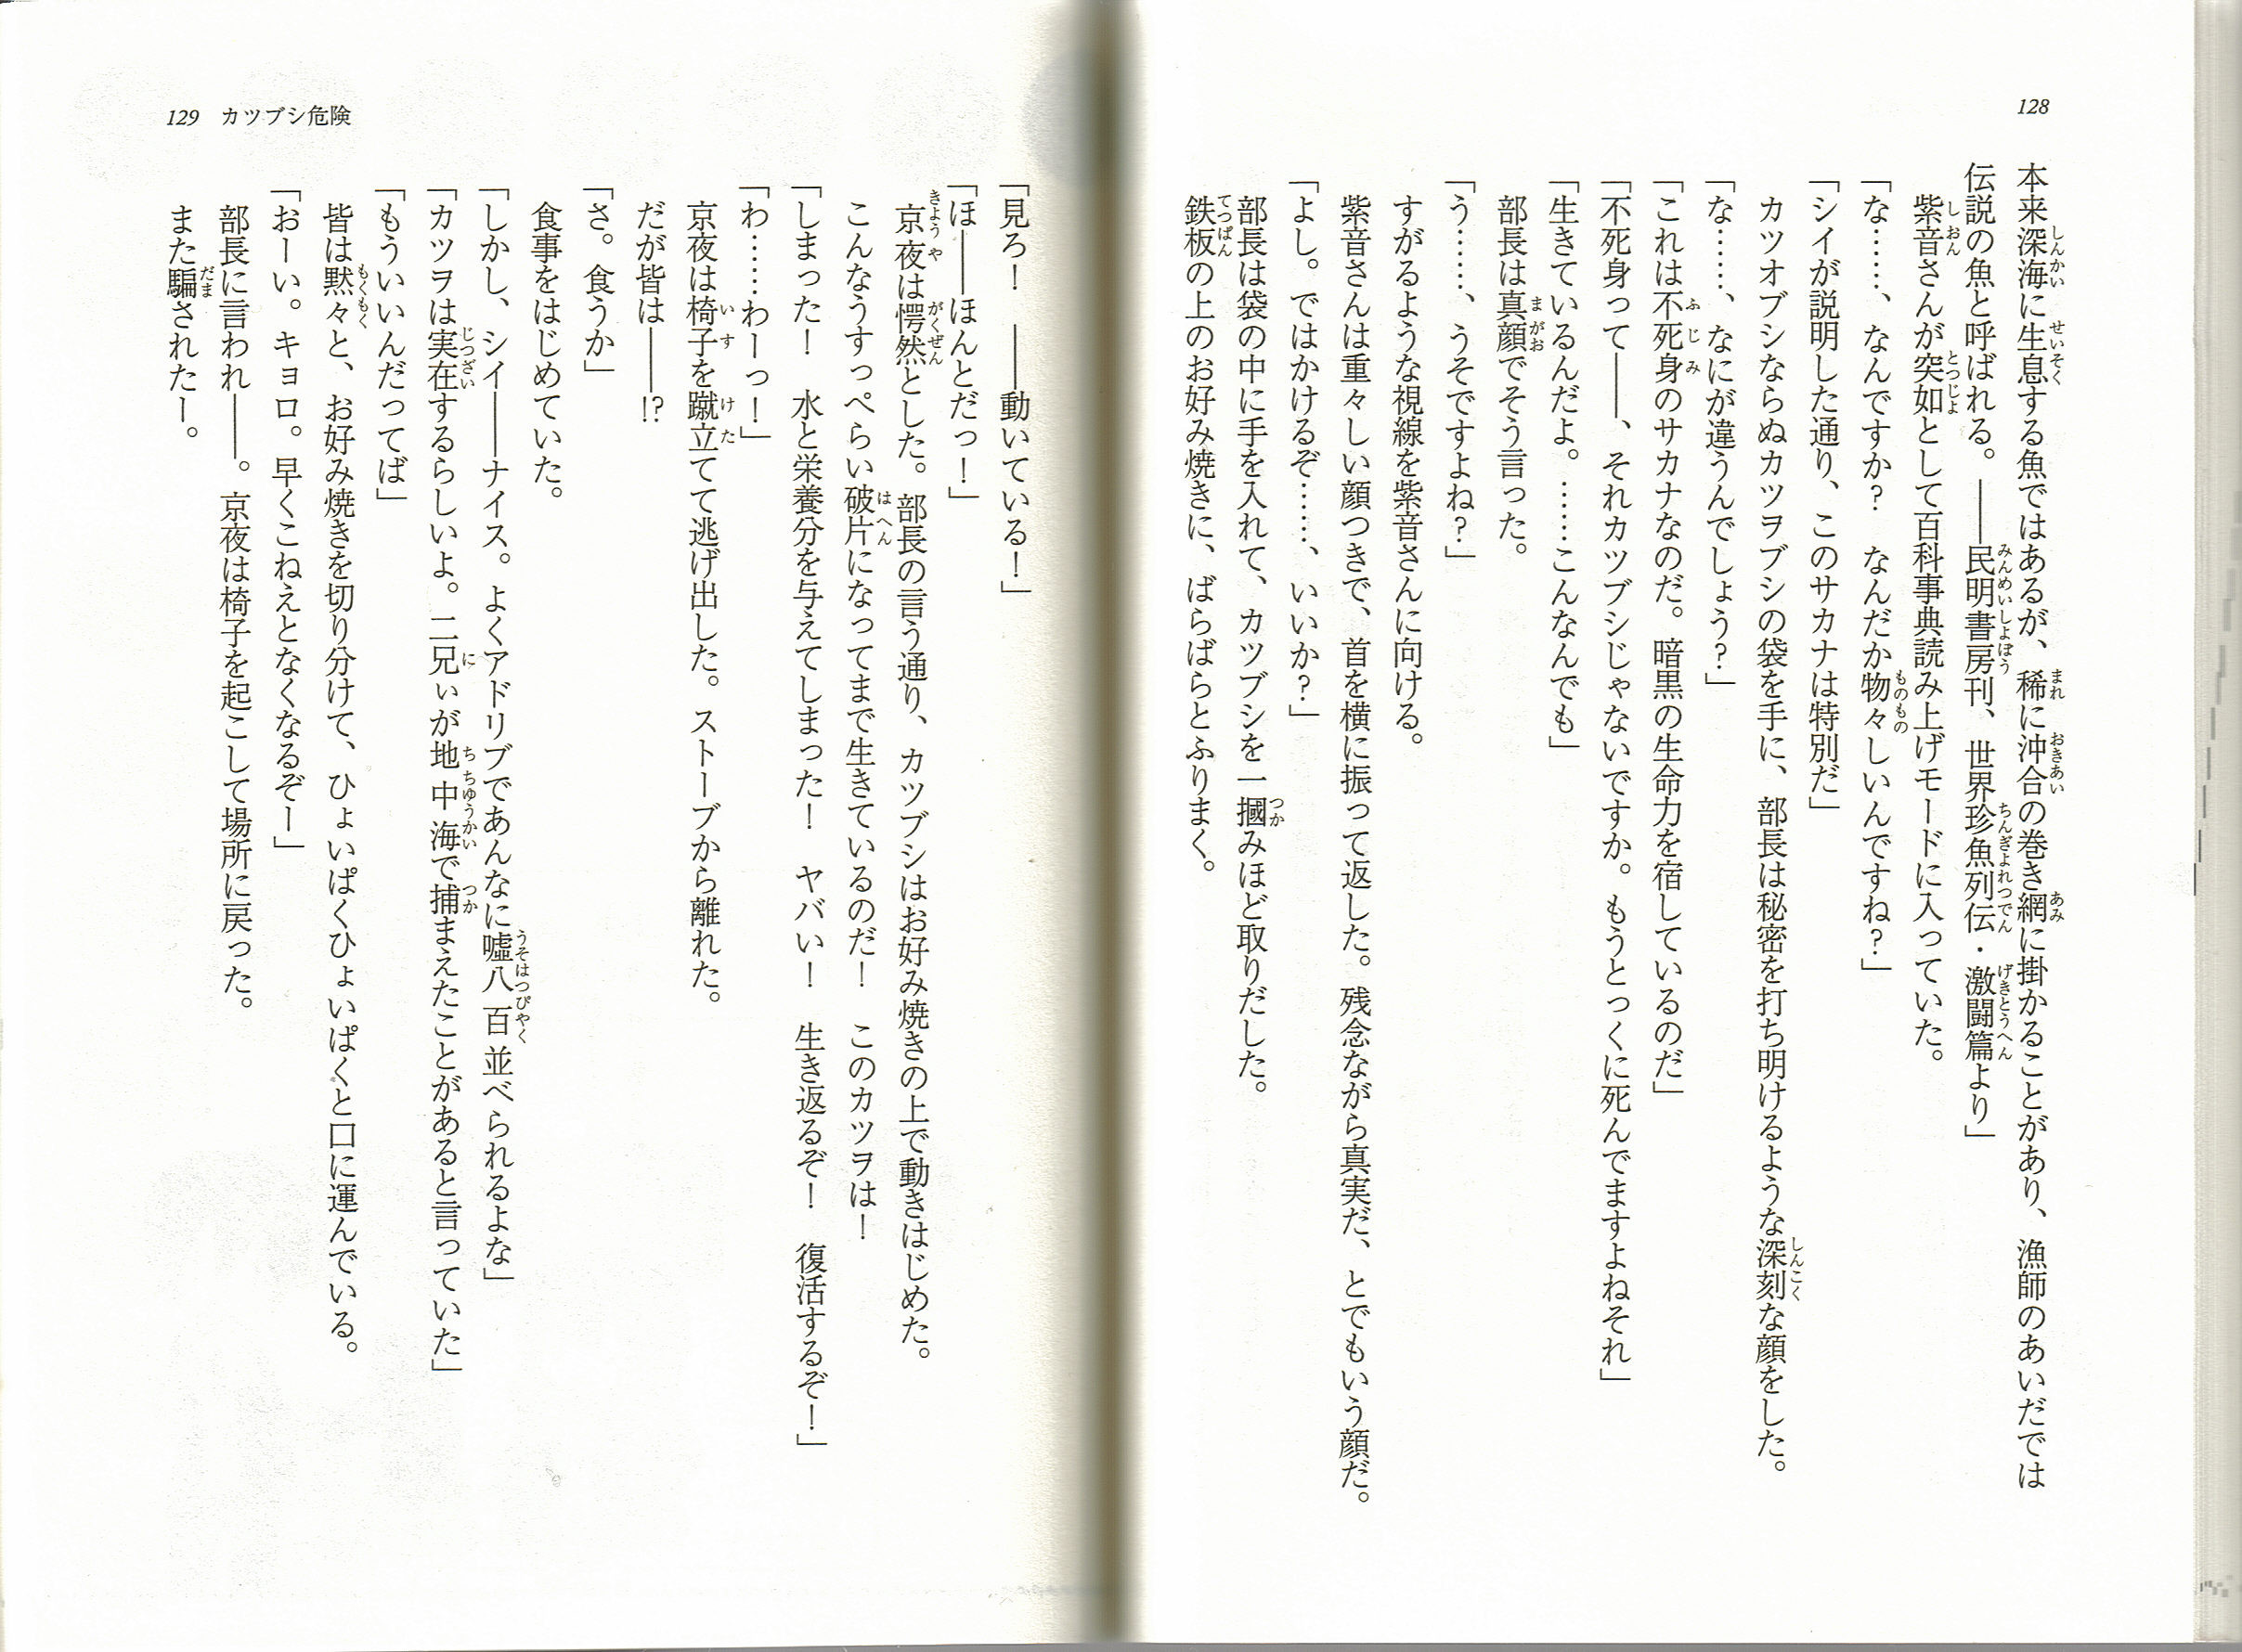 128
本来深海に生息する魚ではあるが、稀に沖合の巻き網に掛かることがあり、漁師のあいだでは
伝説の魚と呼ばれる。――民明書房刊、世界珍魚列伝・激闘篇より」
紫音さんが突如として百科事典読み上げモードに入っていた。
「な……、なんですか？　なんだか物々しいんですね？」
「シイが説明した通り、このサカナは特別だ」
カツオブシならぬカツヲブシの袋を手に、部長は秘密を打ち明けるような深刻な顔をした。
「な……、なにが違うんでしょう？」
「これは不死身のサカナなのだ。暗黒の生命力を宿しているのだ」
「不死身って――、それカツブシじゃないですか。もうとっくに死んでますよねそれ」
「生きているんだよ。……こんなんでも」
部長は真顔でそう言った。
「う……、うそですよね？」
すがるような視線を紫音さんに向ける。
紫音さんは重々しい顔つきで、首を横に振って返した。残念ながら真実だ、とでもいう顔だ。
「よし。ではかけるぞ……、いいか？」
部長は袋の中に手を入れて、カツブシを一摑みほど取りだした。
鉄板の上のお好み焼きに、ばらばらとふりまく。
129　カツブシ危険
「見ろ！　――動いている！」
「ほ――ほんとだっ！」
京夜は愕然とした。部長の言う通り、カツブシはお好み焼きの上で動きはじめた。
こんなうすっぺらい破片になってまで生きているのだ！　このカツヲは！
「しまった！　水と栄養分を与えてしまった！　ヤバい！　生き返るぞ！　復活するぞ！」
「わ……わーっ！」
京夜は椅子を蹴立てて逃げ出した。ストーブから離れた。
だが皆は――!?
「さ。食うか」
食事をはじめていた。
「しかし、シイ――ナイス。よくアドリブであんなに嘘八百並べられるよな」
「カツヲは実在するらしいよ。二兄ぃが地中海で捕まえたことがあると言っていた」
「もういいんだってば」
皆は黙々と、お好み焼きを切り分けて、ひょいぱくひょいぱくと口に運んでいる。
「おーい。キョロ。早くこねえとなくなるぞー」
部長に言われ――。京夜は椅子を起こして場所に戻った。
また騙されたー。